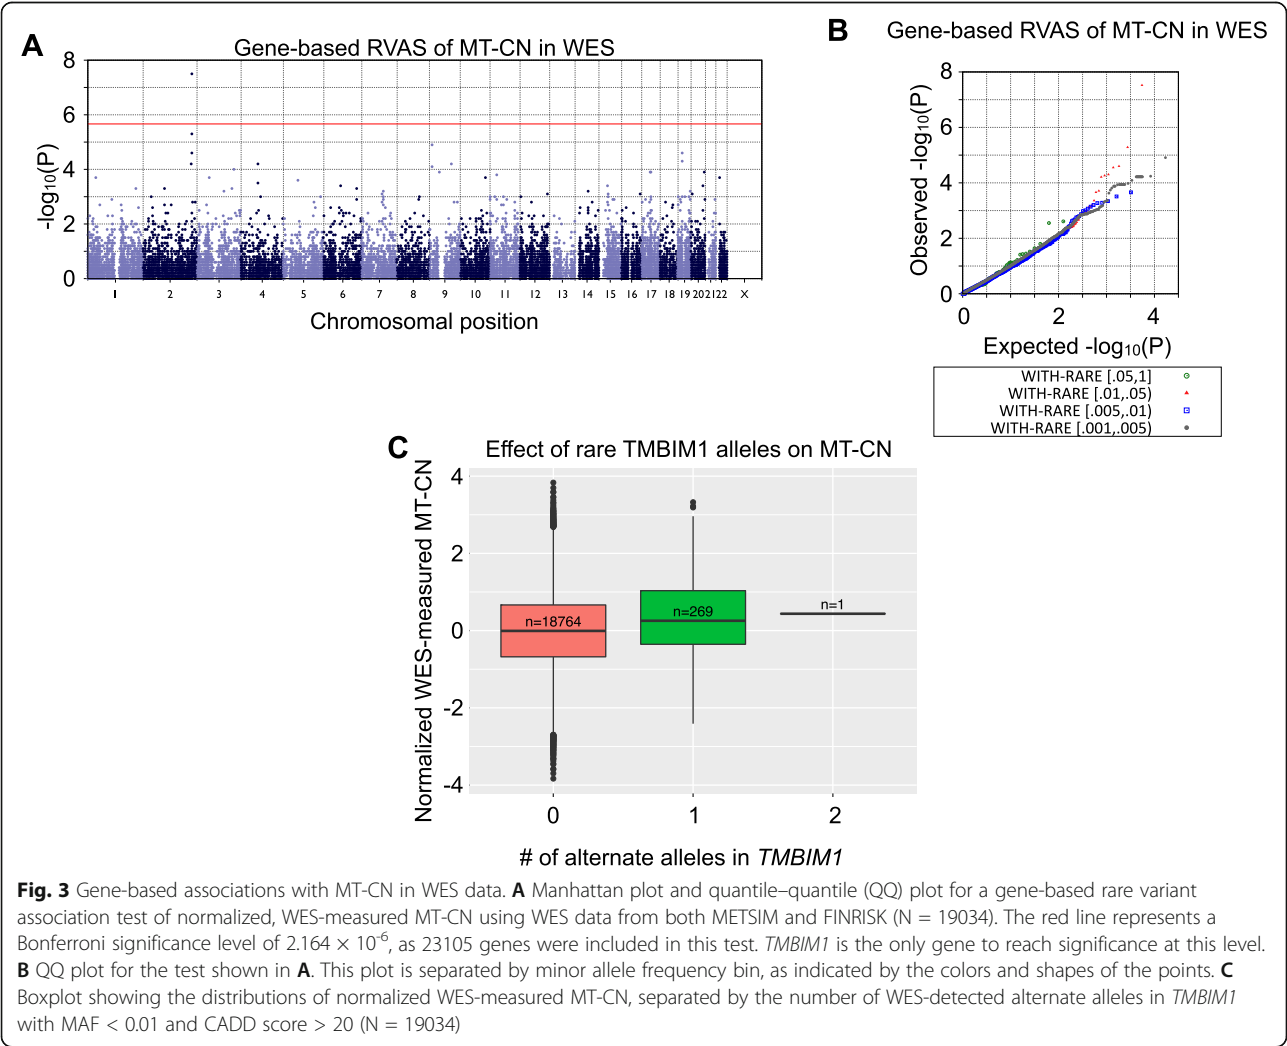 A
Gene-based RVAS of MT-CN in WES
8
6
4
2
0
-log10(P)
1 2 3 4 5 6 7 8 9 10 11 12 13 14 15 16 17 18 19 20 21 22 X
Chromosomal position
B
Gene-based RVAS of MT-CN in WES
8
6
4
2
0
Observed -log10(P)
0 2 4
Expected -log10(P)
WITH-RARE [.05,1]
WITH-RARE [.01,.05)
WITH-RARE [.005,.01)
WITH-RARE [.001,.005)
C
Effect of rare TMBIM1 alleles on MT-CN
4
2
0
-2
-4
Normalized WES-measured MT-CN
n=18764
n=269
n=1
0 1 2
# of alternate alleles in TMBIM1
Fig. 3 Gene-based associations with MT-CN in WES data. A Manhattan plot and quantile–quantile (QQ) plot for a gene-based rare variant
association test of normalized, WES-measured MT-CN using WES data from both METSIM and FINRISK (N = 19034). The red line represents a
Bonferroni significance level of 2.164 × 10-6, as 23105 genes were included in this test. TMBIM1 is the only gene to reach significance at this level.
B QQ plot for the test shown in A. This plot is separated by minor allele frequency bin, as indicated by the colors and shapes of the points. C
Boxplot showing the distributions of normalized WES-measured MT-CN, separated by the number of WES-detected alternate alleles in TMBIM1
with MAF < 0.01 and CADD score > 20 (N = 19034)